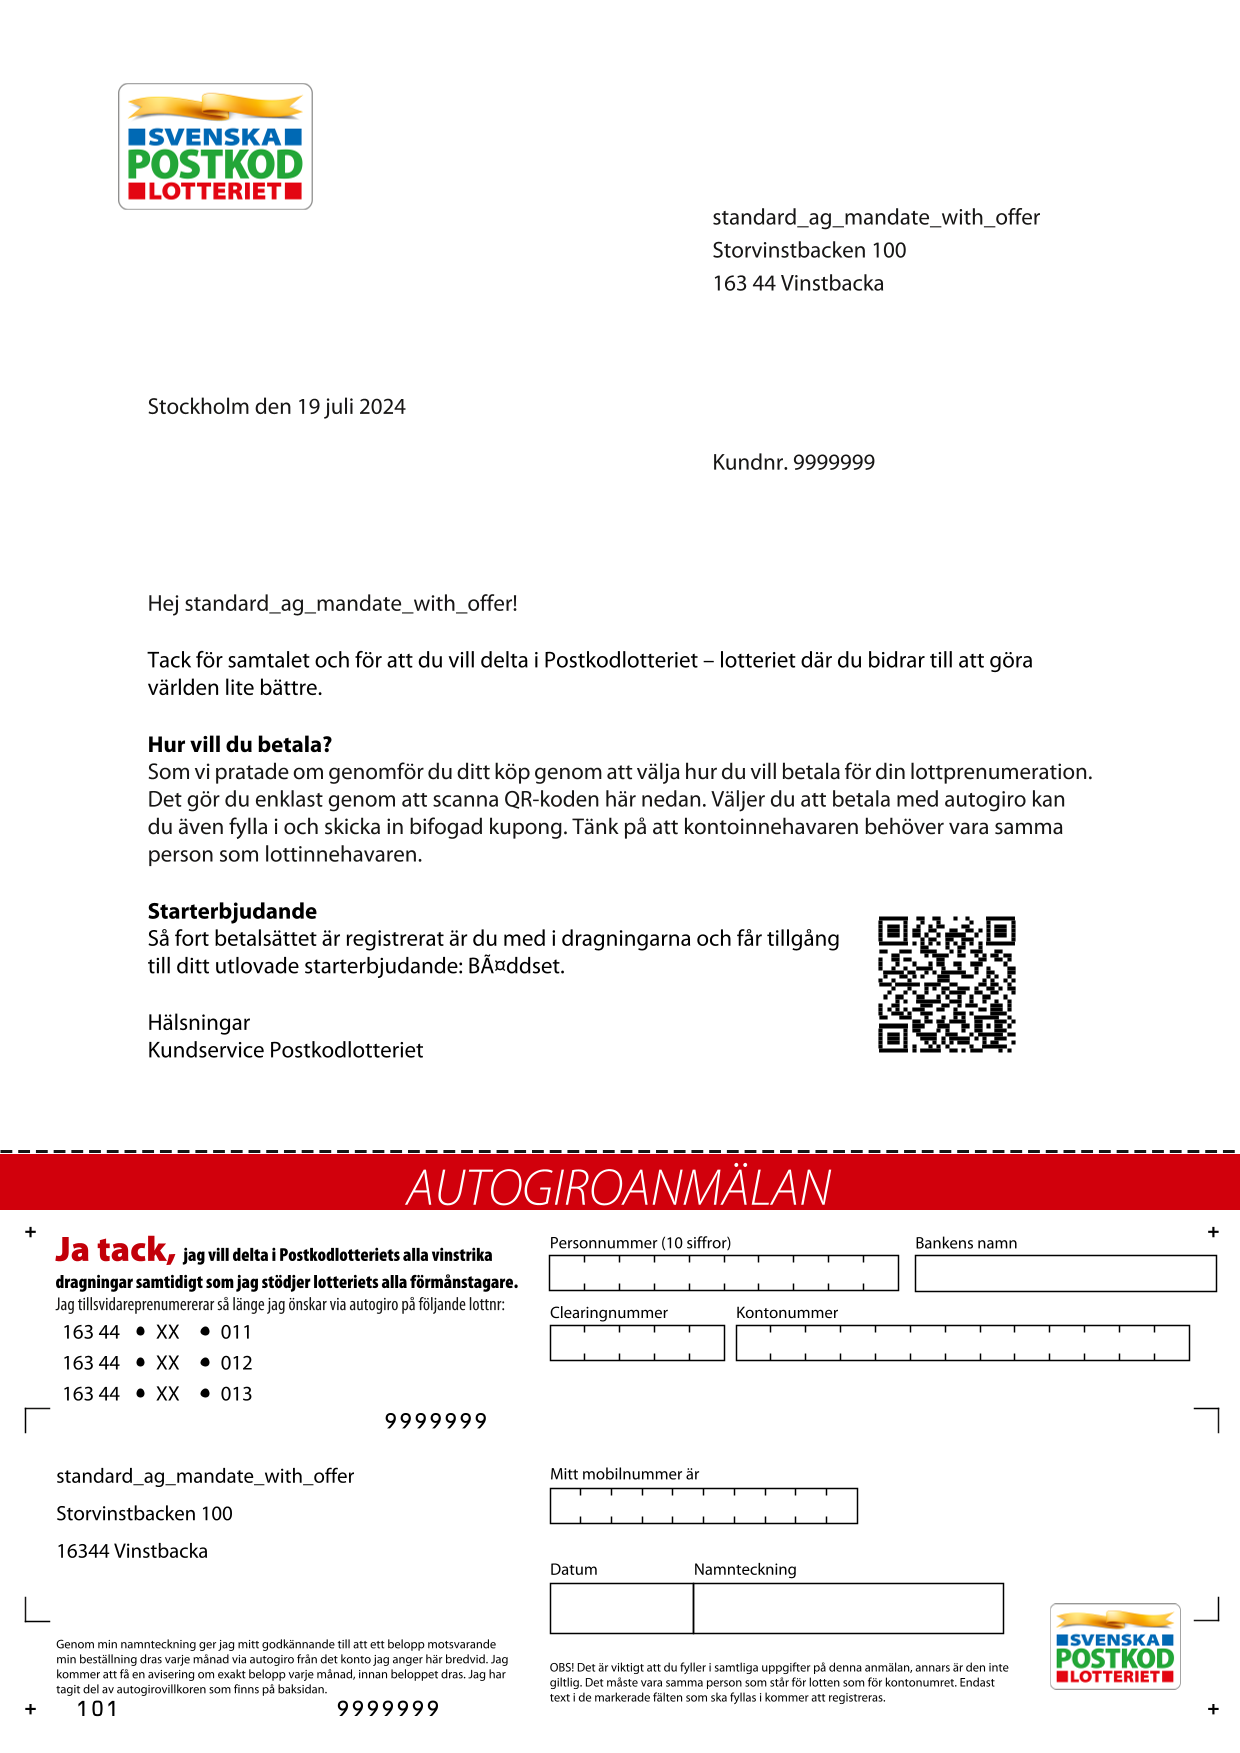 SVENSKA
POSTKOD
LOTTERIET
standard_ag_mandate_with_offer
Storvinstbacken 100
163 44 Vinstbacka
Stockholm den 19 juli 2024
Kundnr. 9999999
Hej standard_ag_mandate_with_offer!
Tack för samtalet och för att du vill delta i Postkodlotteriet – lotteriet där du bidrar till att göra
världen lite bättre.
Hur vill du betala?
Som vi pratade om genomför du ditt köp genom att välja hur du vill betala för din lottprenumeration.
Det gör du enklast genom att scanna QR-koden här nedan. Väljer du att betala med autogiro kan
du även fylla i och skicka in bifogad kupong. Tänk på att kontoinnehavaren behöver vara samma
person som lottinnehavaren.
Starterbjudande
Så fort betalsättet är registrerat är du med i dragningarna och får tillgång
till ditt utlovade starterbjudande: BÃ¤ddset.
Hälsningar
Kundservice Postkodlotteriet
AUTOGIROANMÄLAN
Ja tack, jag vill delta i Postkodlotteriets alla vinstrika
dragningar samtidigt som jag stödjer lotteriets alla förmånstagare.
Jag tillsvidareprenumererar så länge jag önskar via autogiro på följande lottnr:
163 44 • XX • 011
163 44 • XX • 012
163 44 • XX • 013
9999999
standard_ag_mandate_with_offer
Storvinstbacken 100
16344 Vinstbacka
Genom min namnteckning ger jag mitt godkännande till att ett belopp motsvarande
min beställning dras varje månad via autogiro från det konto jag anger här bredvid. Jag
kommer att få en avisering om exakt belopp varje månad, innan beloppet dras. Jag har
tagit del av autogirovillkoren som finns på baksidan.
101 9999999
Personnummer (10 siffror) Bankens namn
Clearingnummer Kontonummer
Mitt mobilnummer är
Datum Namnteckning
OBS! Det är viktigt att du fyller i samtliga uppgifter på denna anmälan, annars är den inte
giltlig. Det måste vara samma person som står för lotten som för kontonumret. Endast
text i de markerade fälten som ska fyllas i kommer att registreras.
SVENSKA
POSTKOD
LOTTERIET